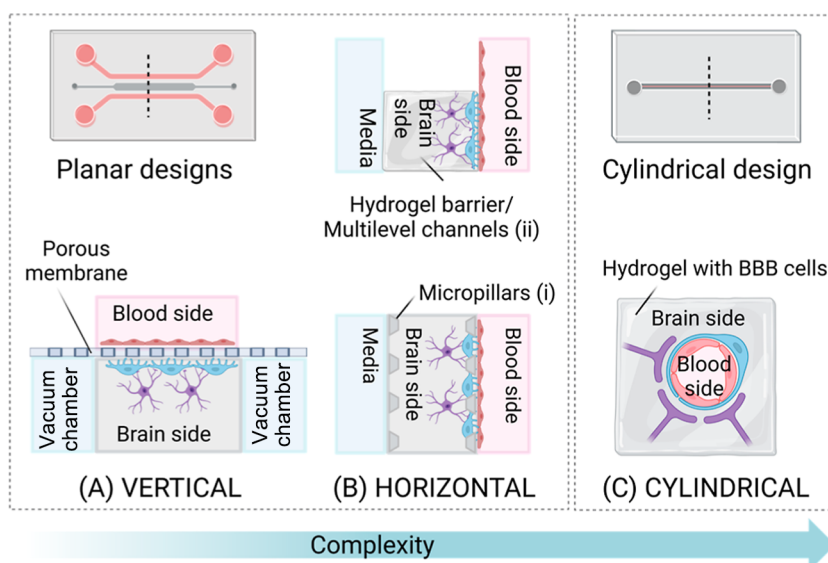 Planar designs
Porous
membrane
Blood side
Vacuum
chamber
Brain side
Vacuum
chamber
(A) VERTICAL
Media
Brain
side
Blood side
Hydrogel barrier/
Multilevel channels (ii)
Micropillars (i)
Media
Brain side
Blood side
(B) HORIZONTAL
Cylindrical design
Hydrogel with BBB cells
Brain side
Blood
side
(C) CYLINDRICAL
Complexity